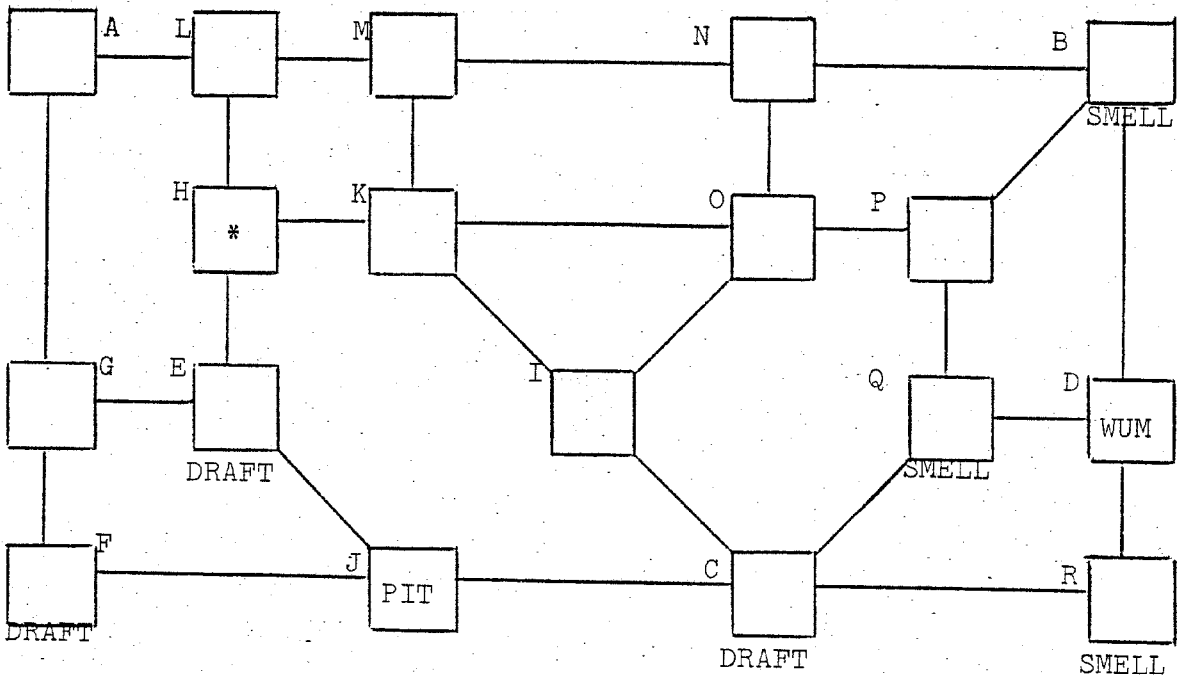 A L M N B
SMELL
H K O P
*
G E I Q D
WUM
DRAFT SMELL
F J C R
PIT
DRAFT DRAFT SMELL